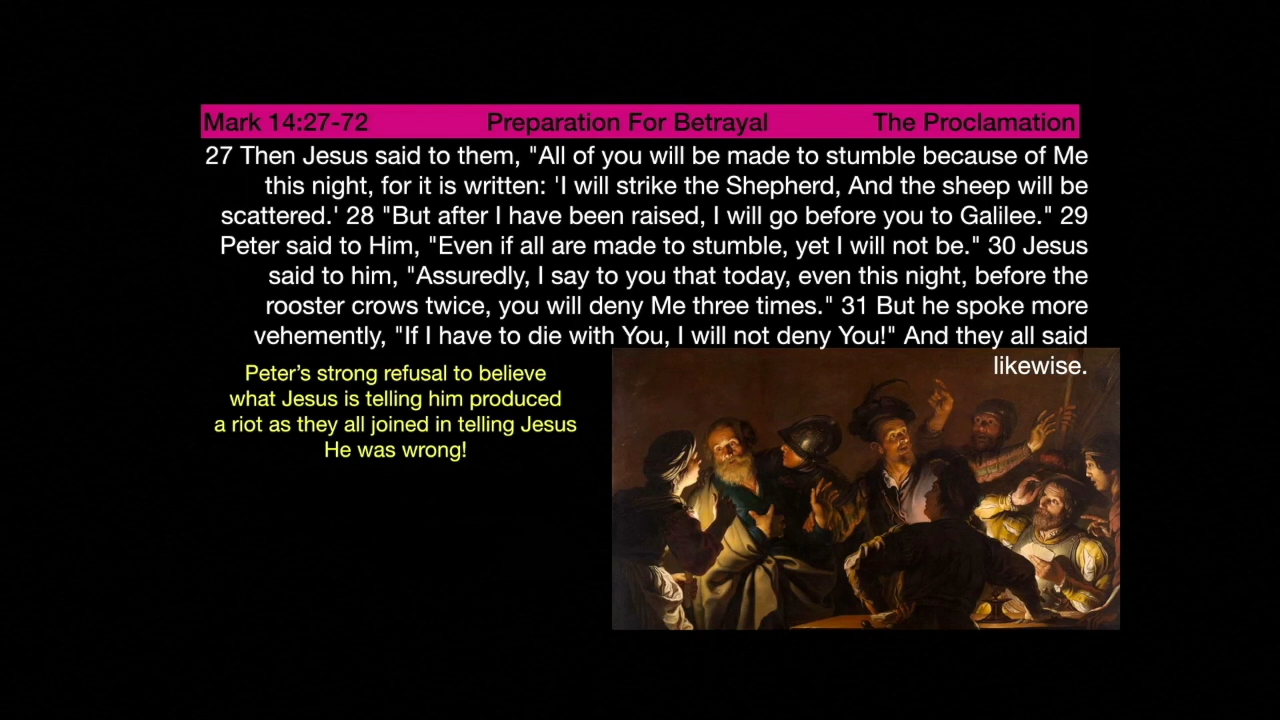 Mark 14:27-72 Preparation For Betrayal The Proclamation
27 Then Jesus said to them, "All of you will be made to stumble because of Me
this night, for it is written: 'I will strike the Shepherd, And the sheep will be
scattered.' 28 "But after I have been raised, I will go before you to Galilee." 29
Peter said to Him, "Even if all are made to stumble, yet I will not be." 30 Jesus
said to him, "Assuredly, I say to you that today, even this night, before the
rooster crows twice, you will deny Me three times." 31 But he spoke more
vehemently, "If I have to die with You, I will not deny You!" And they all said
likewise.
Peter’s strong refusal to believe
what Jesus is telling him produced
a riot as they all joined in telling Jesus
He was wrong!